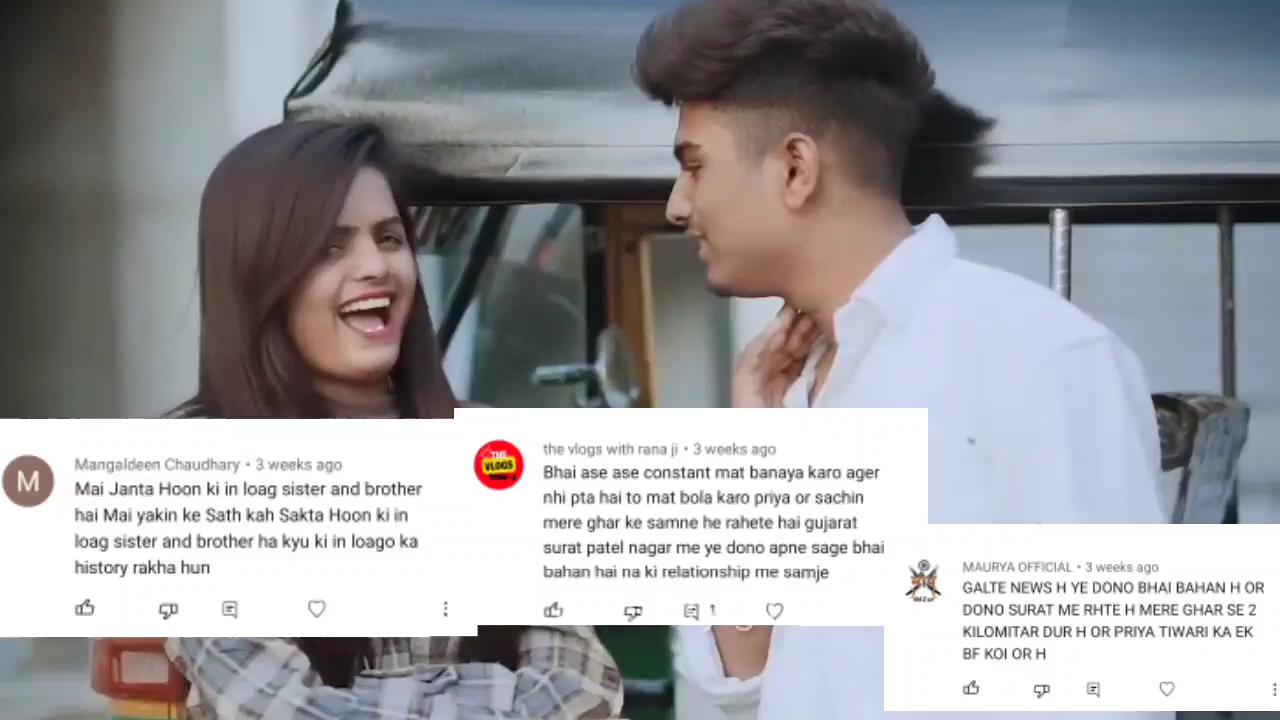 Mangaldeen Chaudhary • 3 weeks ago
Mai Janta Hoon ki in loag sister and brother
hai Mai yakin ke Sath kah Sakta Hoon ki in
loag sister and brother ha kyu ki in loago ka
history rakha hun
M
THE
VLOGS
the vlogs with rana ji • 3 weeks ago
Bhai ase ase constant mat banaya karo ager
nhi pta hai to mat bola karo priya or sachin
mere ghar ke samne he rahete hai gujarat
surat patel nagar me ye dono apne sage bhai
bahan hai na ki relationship me samje
1
MAURYA OFFICIAL • 3 weeks ago
GALTE NEWS H YE DONO BHAI BAHAN H OR
DONO SURAT ME RHTE H MERE GHAR SE 2
KILOMITAR DUR H OR PRIYA TIWARI KA EK
BF KOI OR H